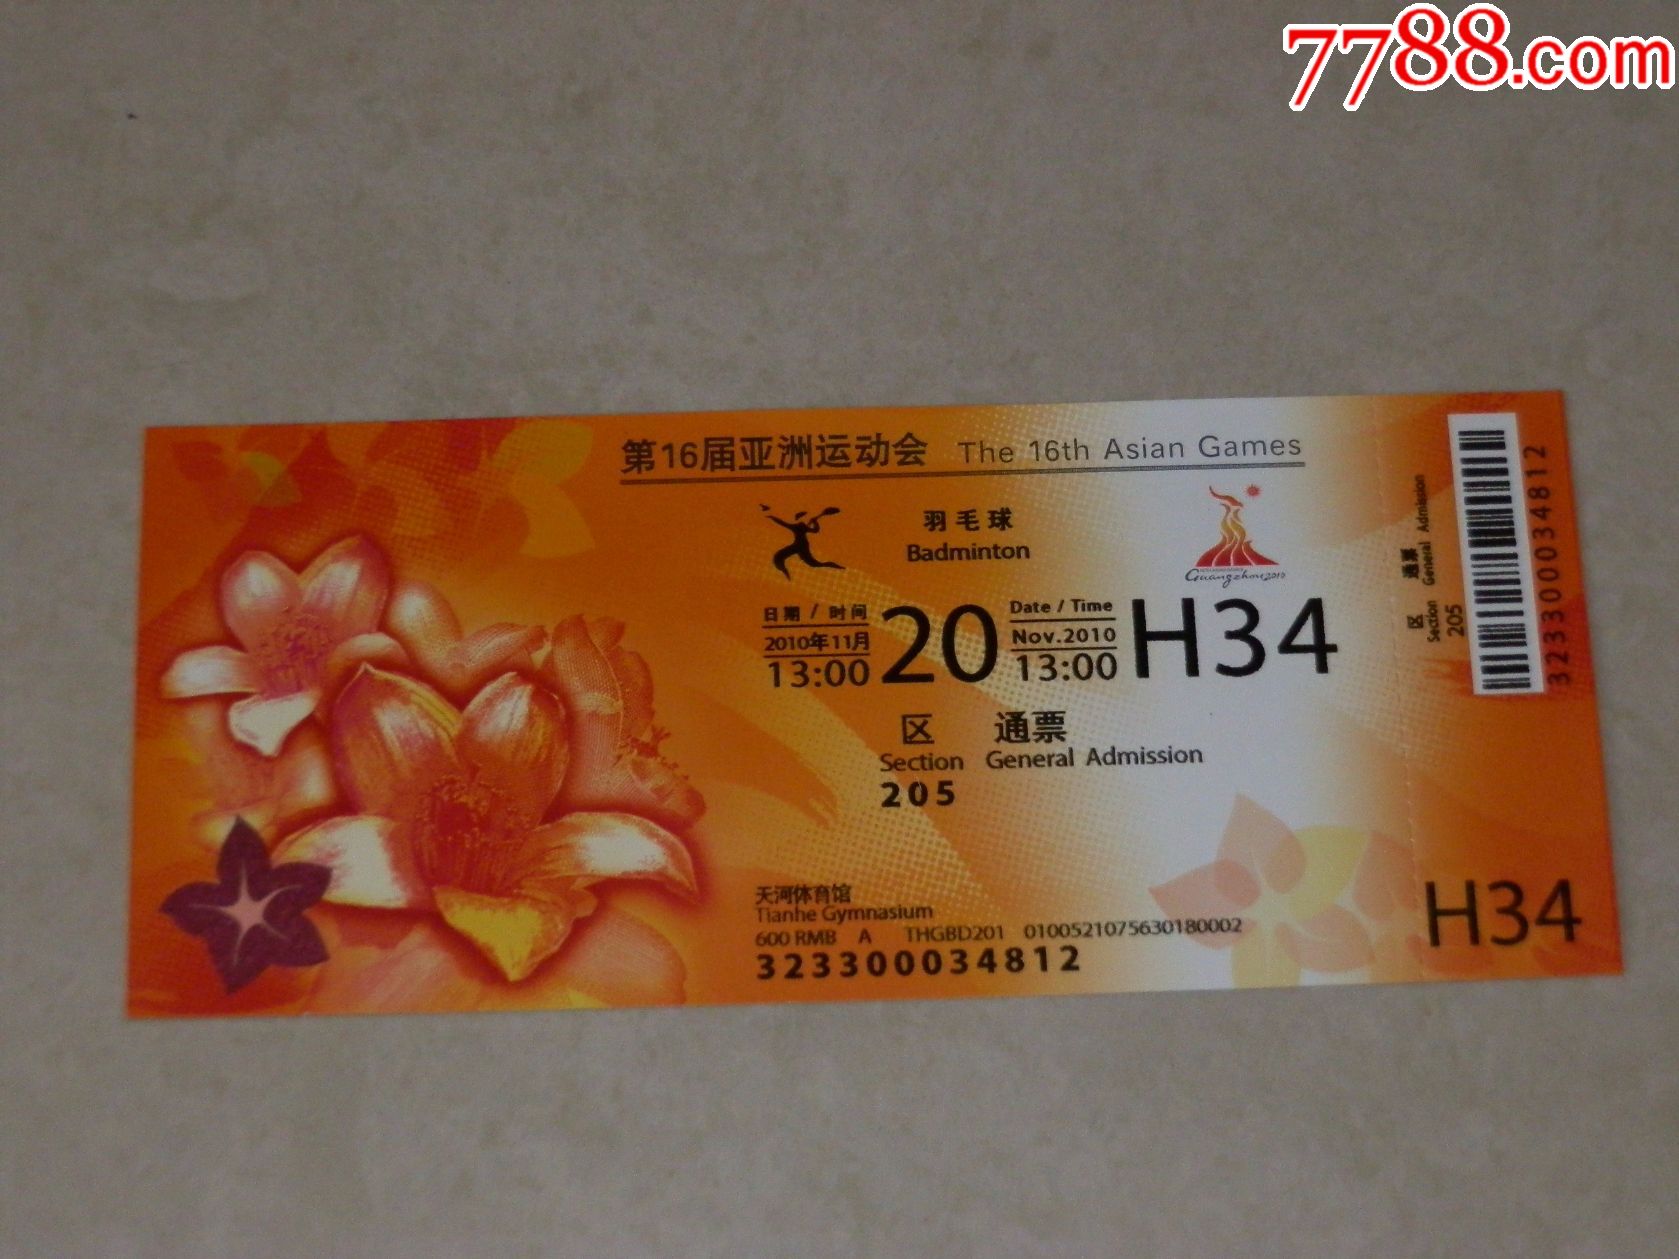 7788.com
第16届亚洲运动会 The 16th Asian Games
羽毛球
Badminton
Guangzhou2010
日期 / 时间
2010年11月
13:00
20
Date / Time
Nov.2010
13:00
H34
区 通票
Section General Admission
205
天河体育馆
Tianhe Gymnasium
600 RMB A THGBD201 01005210756301800​02
323300034812
区 通票
Section General Admission
205
323300034812
H34